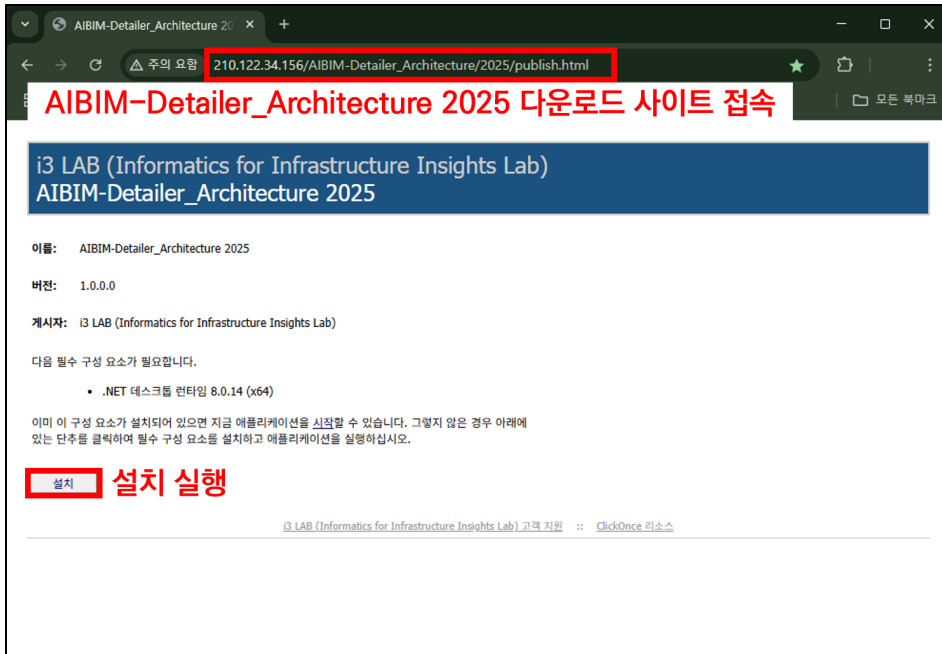 AIBIM-Detailer_Architecture 20
주의 요함
210.122.34.156/AIBIM-Detailer_Architecture/2025/publish.html
AIBIM-Detailer_Architecture 2025 다운로드 사이트 접속
모든 북마크
i3 LAB (Informatics for Infrastructure Insights Lab)
AIBIM-Detailer_Architecture 2025
이름: AIBIM-Detailer_Architecture 2025
버전: 1.0.0.0
게시자: i3 LAB (Informatics for Infrastructure Insights Lab)
다음 필수 구성 요소가 필요합니다.
• .NET 데스크톱 런타임 8.0.14 (x64)
이미 이 구성 요소가 설치되어 있으면 지금 애플리케이션을 시작할 수 있습니다. 그렇지 않은 경우 아래에
있는 단추를 클릭하여 필수 구성 요소를 설치하고 애플리케이션을 실행하십시오.
설치 설치 실행
i3 LAB (Informatics for Infrastructure Insights Lab) 고객 지원 :: ClickOnce 리소스